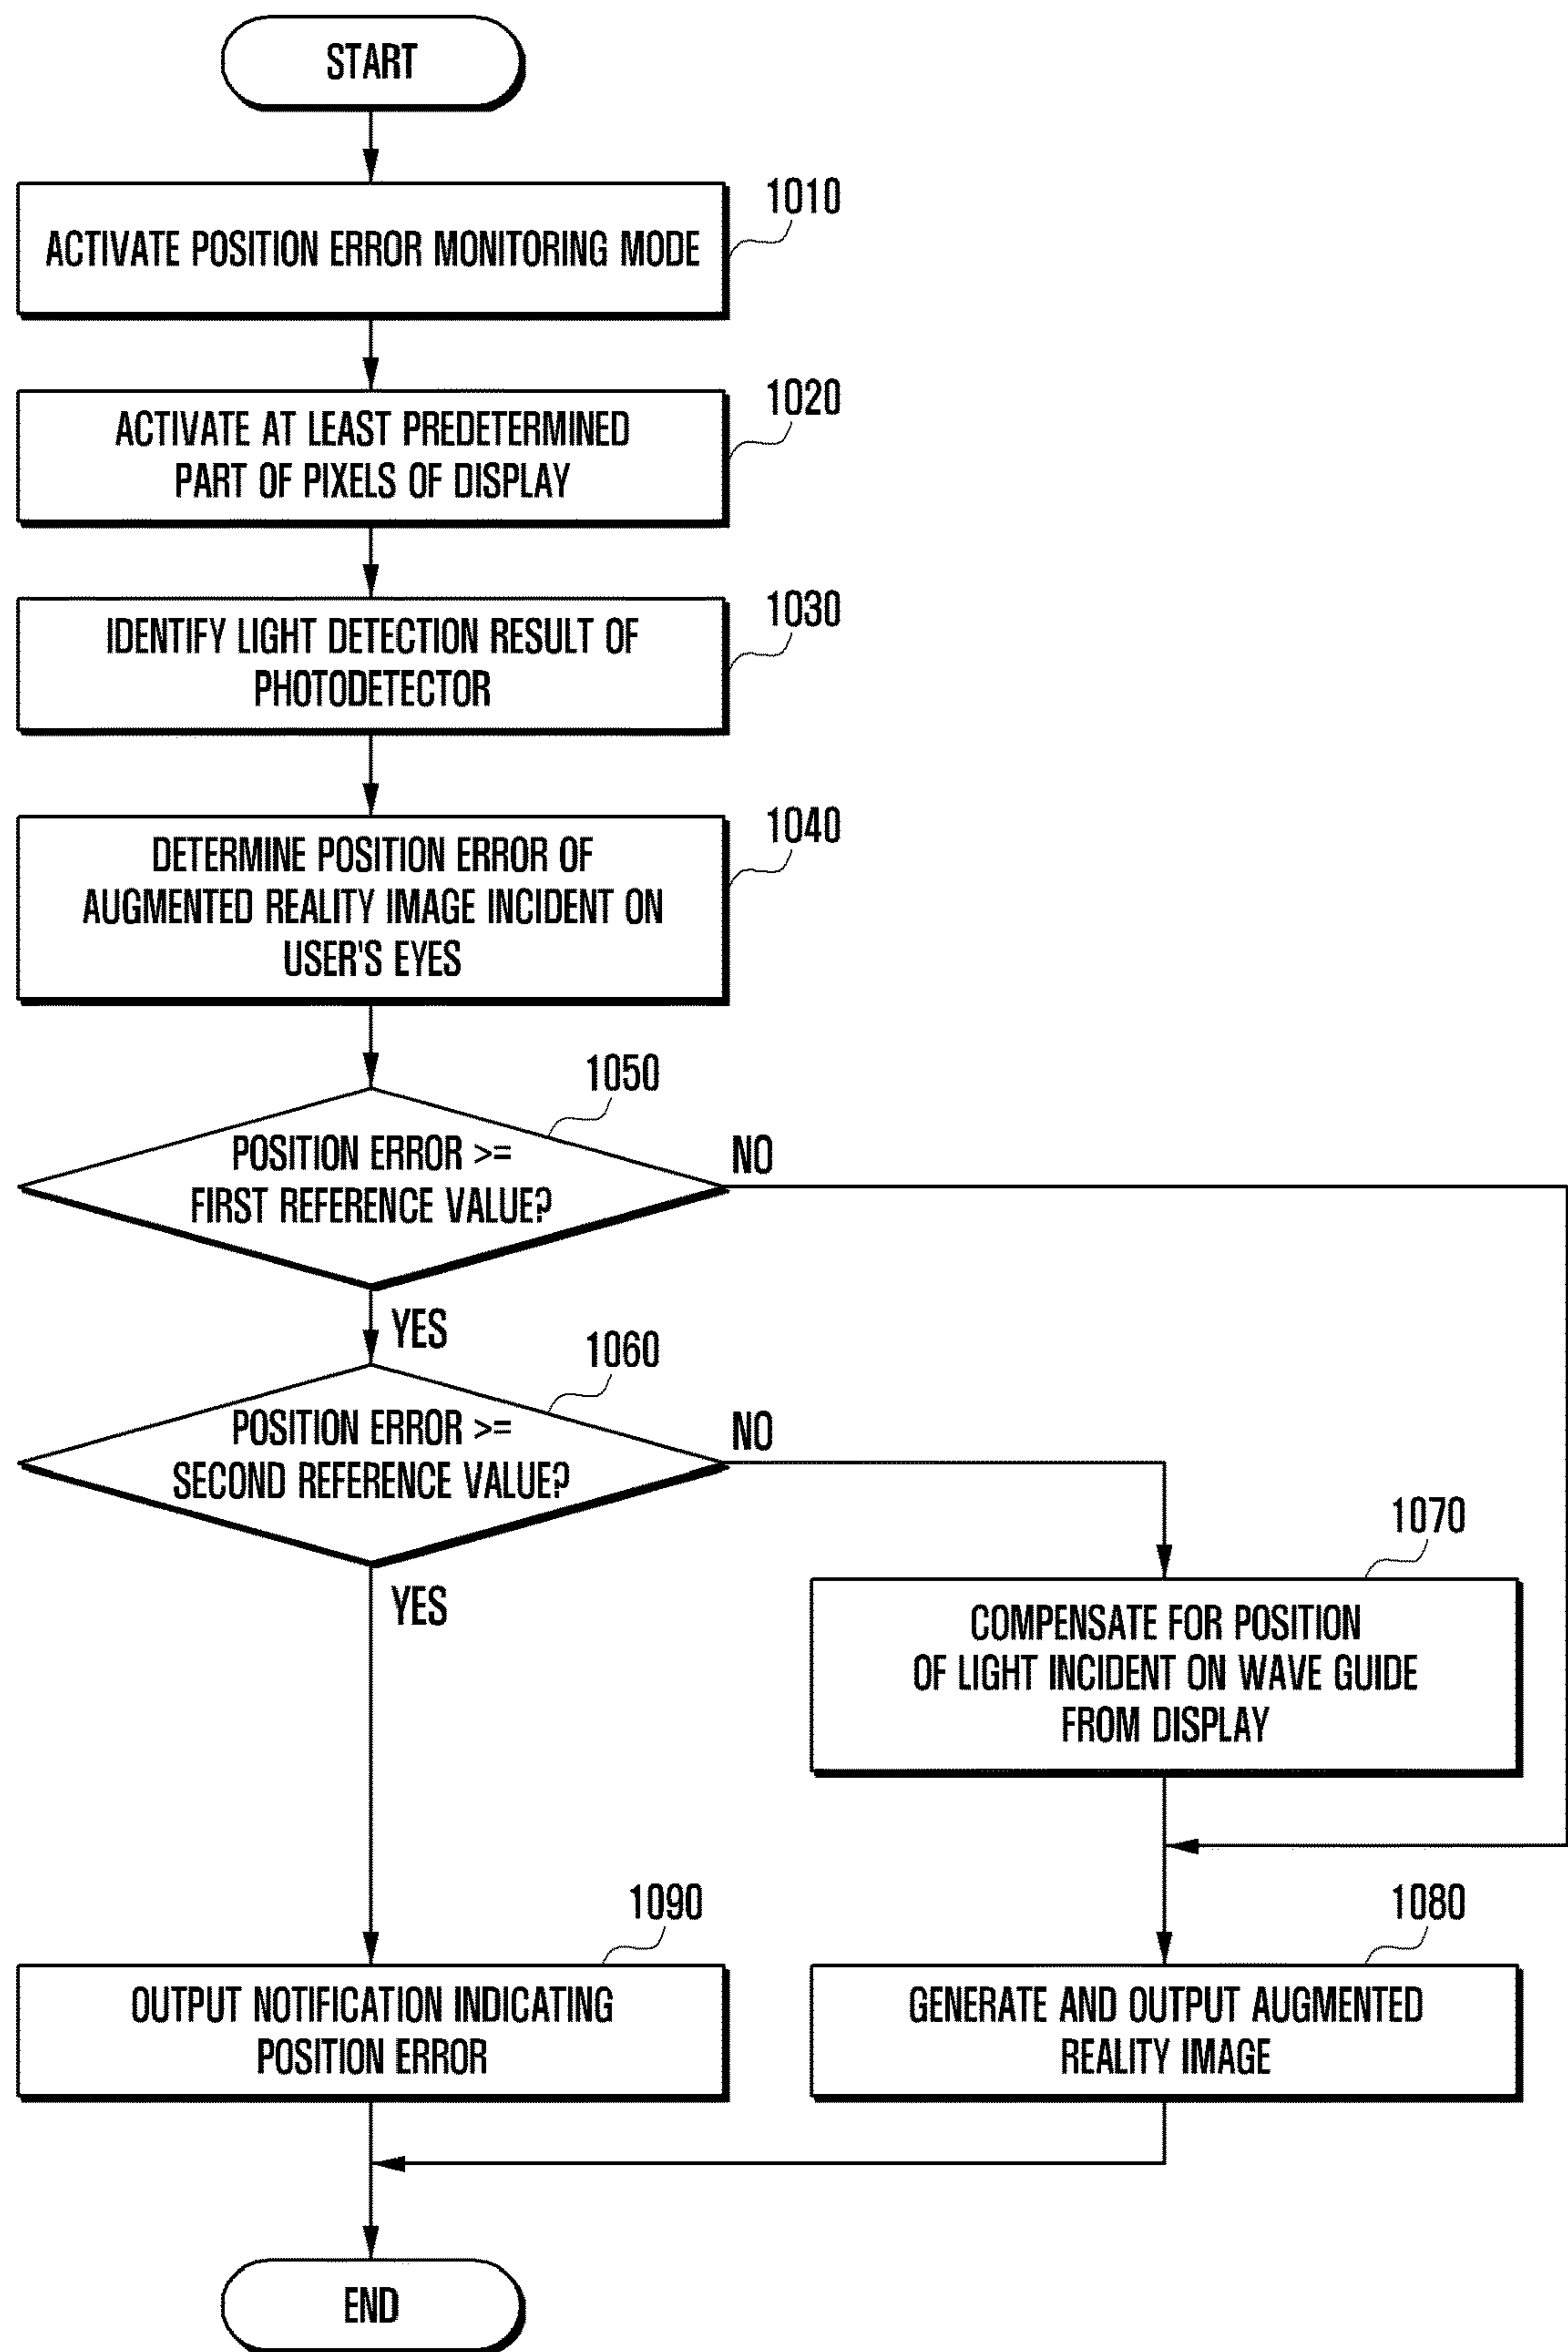 START
1010
ACTIVATE POSITION ERROR MONITORING MODE
1020
ACTIVATE AT LEAST PREDETERMINED
PART OF PIXELS OF DISPLAY
1030
IDENTIFY LIGHT DETECTION RESULT OF
PHOTODETECTOR
1040
DETERMINE POSITION ERROR OF
AUGMENTED REALITY IMAGE INCIDENT ON
USER'S EYES
1050
POSITION ERROR >=
FIRST REFERENCE VALUE?
NO
YES
1060
POSITION ERROR >=
SECOND REFERENCE VALUE?
NO
YES
1070
COMPENSATE FOR POSITION
OF LIGHT INCIDENT ON WAVE GUIDE
FROM DISPLAY
1090
OUTPUT NOTIFICATION INDICATING
POSITION ERROR
1080
GENERATE AND OUTPUT AUGMENTED
REALITY IMAGE
END